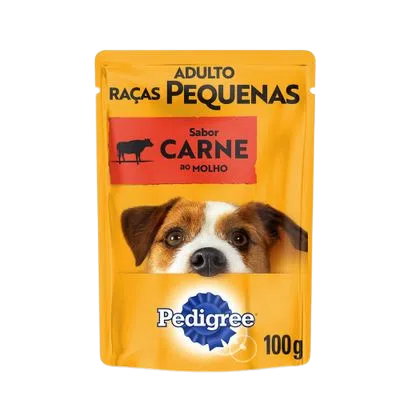 ADULTO
RAÇAS PEQUENAS
Sabor
CARNE
AO MOLHO
Pedigree
100g